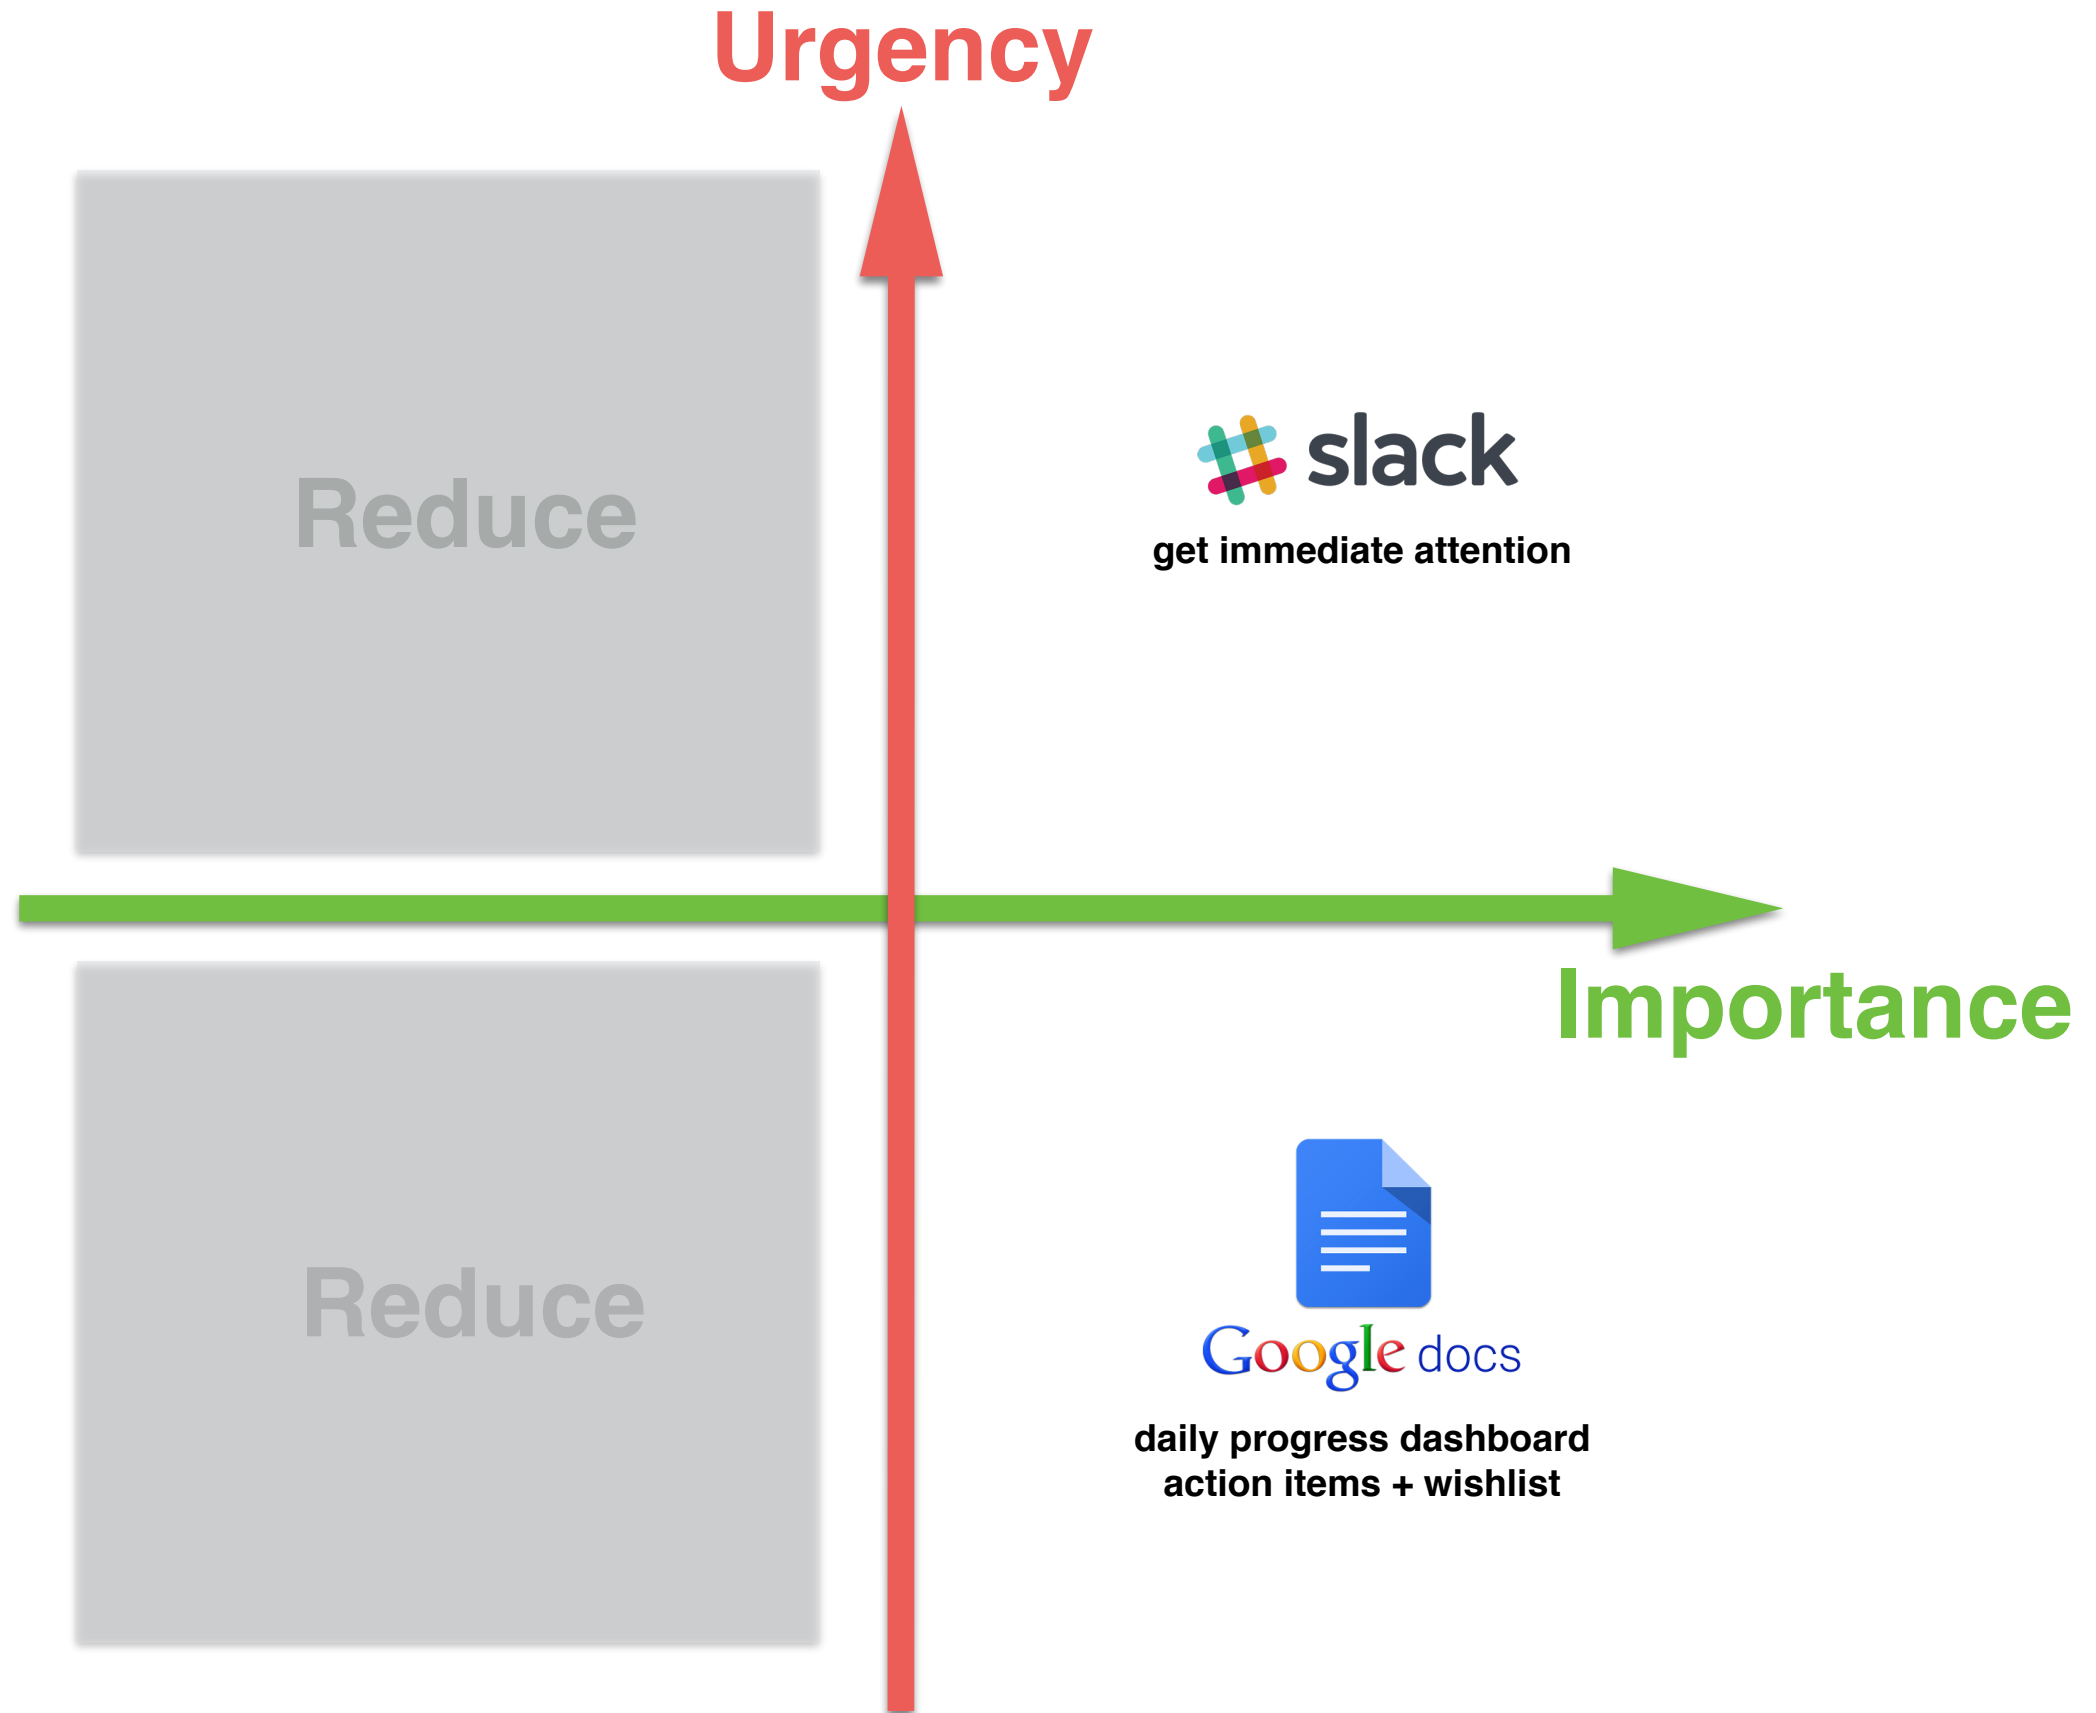 Urgency
Reduce
slack
get immediate attention
Importance
Reduce
Google docs
daily progress dashboard
action items + wishlist